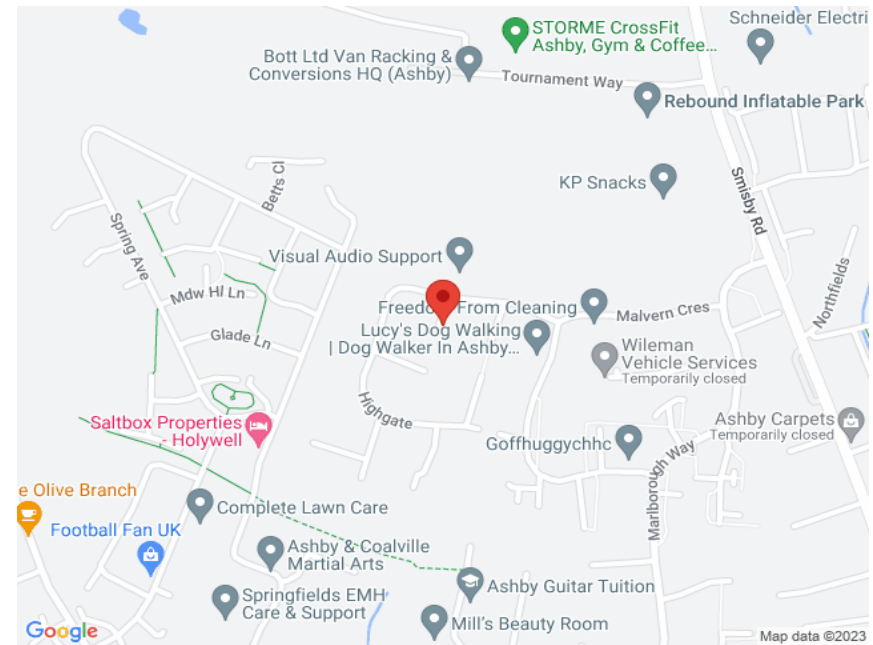 STORME CrossFit
Ashby, Gym & Coffee...
Schneider Electri
Bott Ltd Van Racking &
Conversions HQ (Ashby)
Tournament Way
Rebound Inflatable Park
KP Snacks
Smisby Rd
Betts Cl
Spring Ave
Visual Audio Support
Mdw Hl Ln
Glade Ln
Freedo From Cleaning
Malvern Cres
Northfields
Lucy's Dog Walking
| Dog Walker In Ashby...
Wileman
Vehicle Services
Temporarily closed
Highgate
Saltbox Properties
- Holywell
Ashby Carpets
Temporarily closed
Goffhuggychhc
Marlborough Way
e Olive Branch
Complete Lawn Care
Football Fan UK
Ashby & Coalville
Martial Arts
Ashby Guitar Tuition
Springfields EMH
Care & Support
Mill's Beauty Room
Google
Map data ©2023